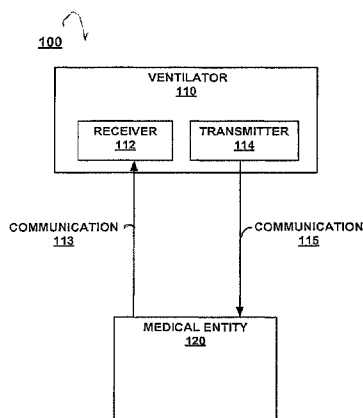 100
VENTILATOR
110
RECEIVER
112
TRANSMITTER
114
COMMUNICATION
113
COMMUNICATION
115
MEDICAL ENTITY
120